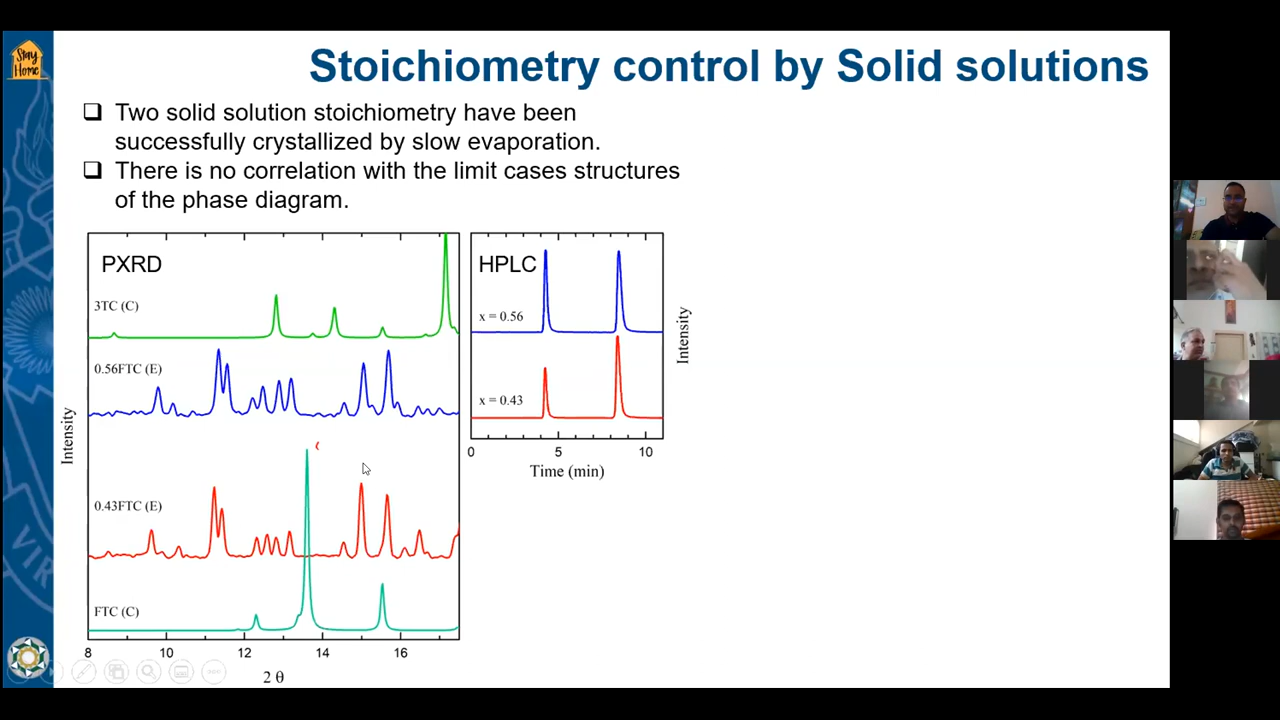 Stay
Home
Stoichiometry control by Solid solutions
❑ Two solid solution stoichiometry have been
successfully crystallized by slow evaporation.
❑ There is no correlation with the limit cases structures
of the phase diagram.
PXRD
3TC (C)
0.56FTC (E)
0.43FTC (E)
FTC (C)
Intensity
8 10 12 14 16
2 θ
HPLC
x = 0.56
x = 0.43
Intensity
0 5 10
Time (min)
VIR